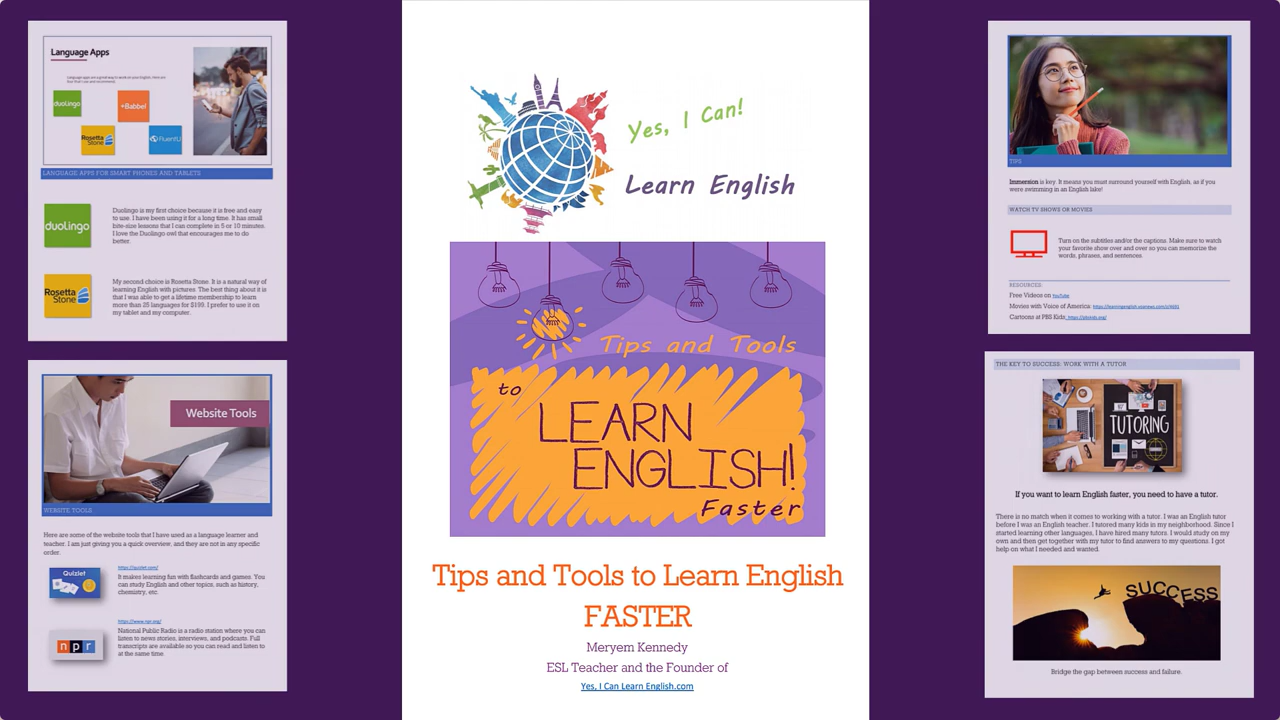 Language Apps
Language apps are a great way to work on your English. Here are
four that I use and recommend.
duolingo
+Babbel
Rosetta
Stone
FluentU
LANGUAGE APPS FOR SMART PHONES AND TABLETS
duolingo
Duolingo is my first choice because it is free and easy
to use. I have been using it for a long time. It has small
bite-size lessons that I can complete in 5 or 10 minutes.
I love the Duolingo owl that encourages me to do
better.
Rosetta
Stone
My second choice is Rosetta Stone. It is a natural way of
learning English with pictures. The best thing about it is
that I was able to get a lifetime membership to learn
more than 25 languages for $199. I prefer to use it on
my tablet and my computer.
Website Tools
WEBSITE TOOLS
Here are some of the website tools that I have used as a language learner and
teacher. I am just giving you a quick overview, and they are not in any specific
order.
Quizlet
https://quizlet.com/
It makes learning fun with flashcards and games. You
can study English and other topics, such as history,
chemistry, etc.
npr
https://www.npr.org/
National Public Radio is a radio station where you can
listen to news stories, interviews, and podcasts. Full
transcripts are available so you can read and listen to
at the same time.
Yes, I Can!
Learn English
Tips and Tools
to
LEARN
ENGLISH!
Faster
Tips and Tools to Learn English
FASTER
Meryem Kennedy
ESL Teacher and the Founder of
Yes, I Can Learn English.com
TIPS
Immersion is key. It means you must surround yourself with English, as if you
were swimming in an English lake!
WATCH TV SHOWS OR MOVIES
Turn on the subtitles and/or the captions. Make sure to watch
your favorite show over and over so you can memorize the
words, phrases, and sentences.
RESOURCES:
Free Videos on YouTube
Movies with Voice of America:
Cartoons at PBS Kids: https://pbskids.org/
THE KEY TO SUCCESS: WORK WITH A TUTOR
TUTORING
If you want to learn English faster, you need to have a tutor.
There is no match when it comes to working with a tutor. I was an English tutor
before I was an English teacher. I tutored many kids in my neighborhood. Since I
started learning other languages, I have hired many tutors. I would study on my
own and then get together with my tutor to find answers to my questions. I got
help on what I needed and wanted.
SUCCESS
Bridge the gap between success and failure.